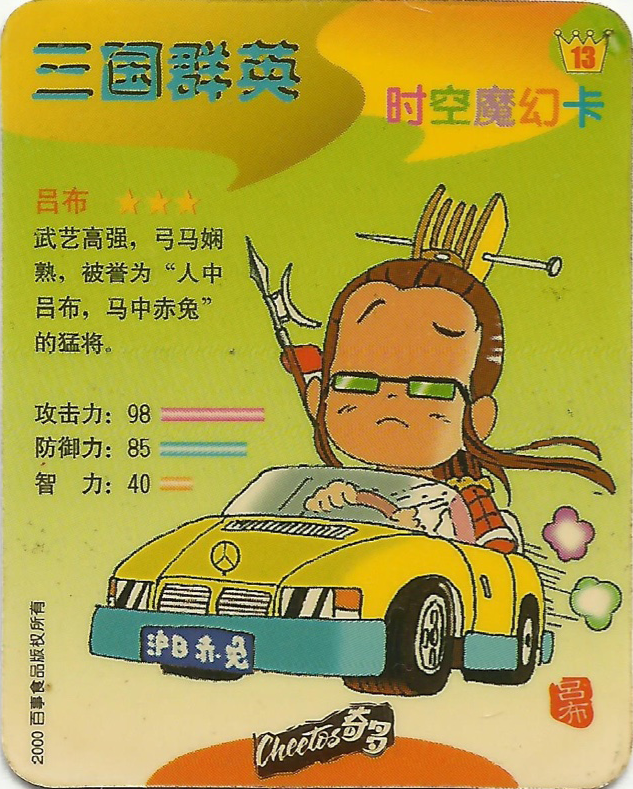 三国群英
13
时空魔幻卡
吕布 ★★★
武艺高强，弓马娴
熟，被誉为“人中
吕布，马中赤兔”
的猛将。
攻击力：98
防御力：85
智 力：40
兔赤
2000 百事食品版权所有
Cheetos奇多
吕布